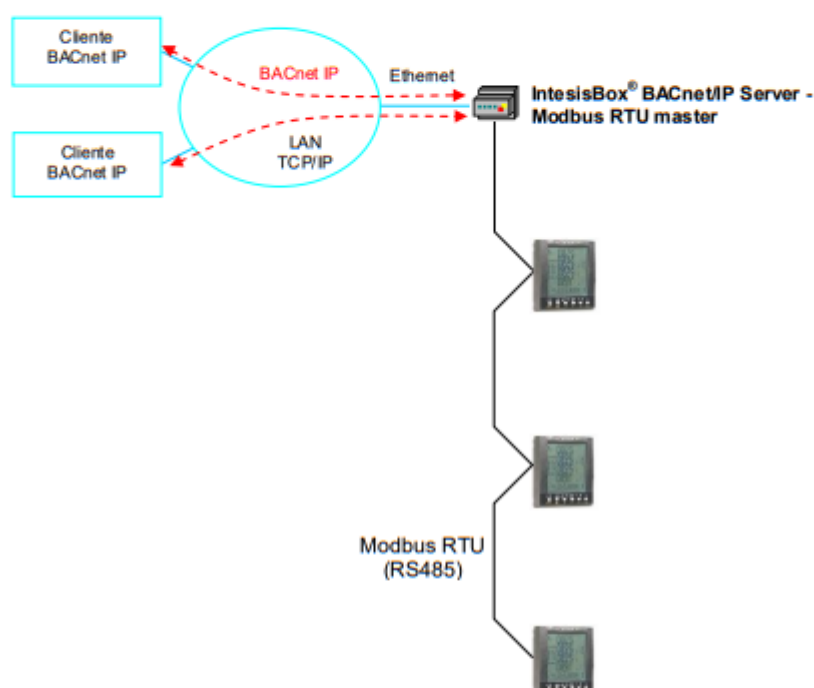 Cliente
BACnet IP
BACnet IP
Ethernet
IntesisBox® BACnet/IP Server -
Modbus RTU master
Cliente
BACnet IP
LAN
TCP/IP
Modbus RTU
(RS485)